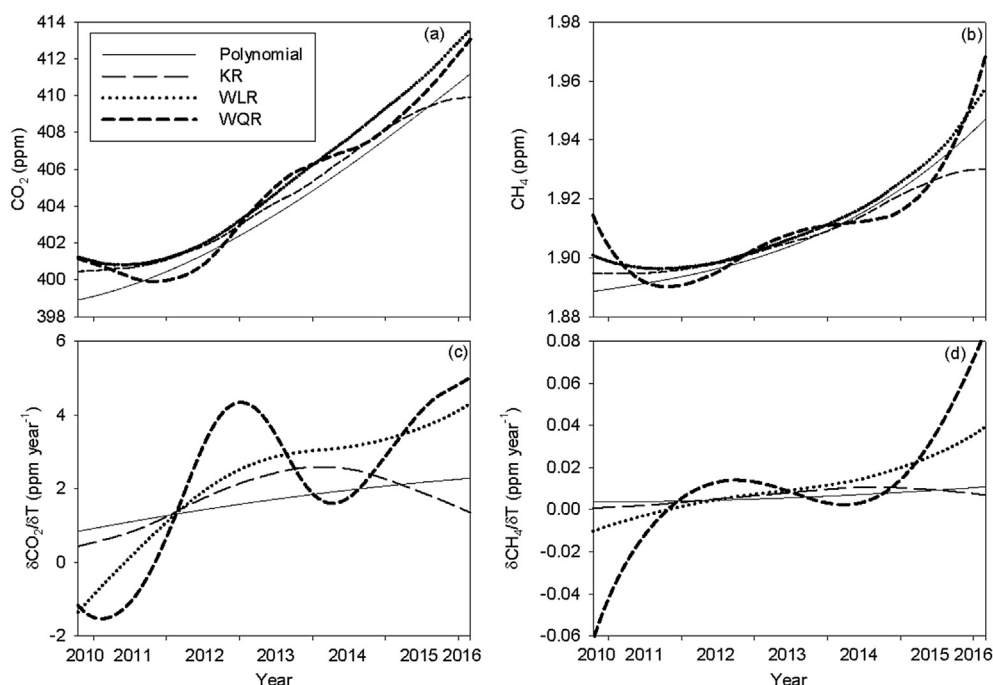 (a)
Polynomial
KR
WLR
WQR
CO₂ (ppm)
414
412
410
408
406
404
402
400
398
(b)
CH₄ (ppm)
1.98
1.96
1.94
1.92
1.90
1.88
(c)
δCO₂/δT (ppm year⁻¹)
6
4
2
0
-2
2010 2011 2012 2013 2014 2015 2016
Year
(d)
δCH₄/δT (ppm year⁻¹)
0.08
0.06
0.04
0.02
0.00
-0.02
-0.04
-0.06
2010 2011 2012 2013 2014 2015 2016
Year